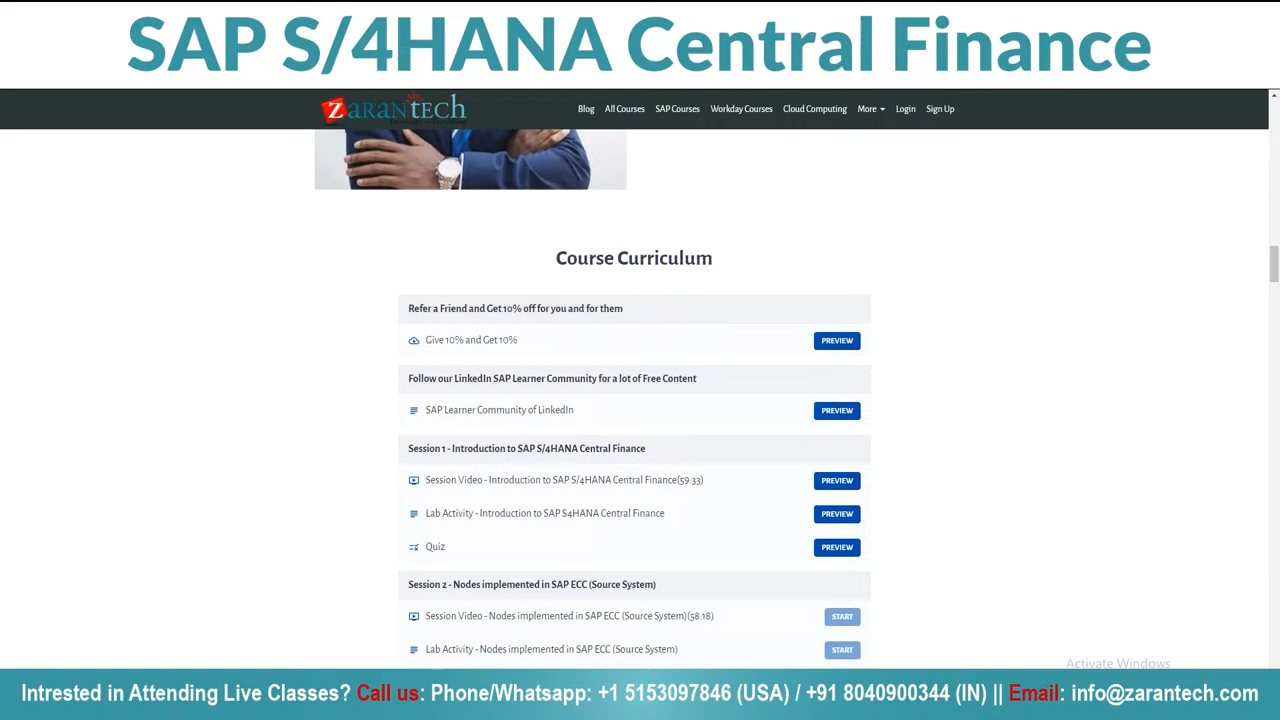 SAP S/4HANA Central Finance
ZARANTECH
Blog All Courses SAP Courses Workday Courses Cloud Computing More Login Sign Up
Course Curriculum
Refer a Friend and Get 10% off for you and for them
Give 10% and Get 10% PREVIEW
Follow our LinkedIn SAP Learner Community for a lot of Free Content
SAP Learner Community of LinkedIn PREVIEW
Session 1 - Introduction to SAP S/4HANA Central Finance
Session Video - Introduction to SAP S/4HANA Central Finance(59:33) PREVIEW
Lab Activity - Introduction to SAP S4HANA Central Finance PREVIEW
Quiz PREVIEW
Session 2 - Nodes implemented in SAP ECC (Source System)
Session Video - Nodes implemented in SAP ECC (Source System)(58:18) START
Lab Activity - Nodes implemented in SAP ECC (Source System) START
Activate Windows
Intrested in Attending Live Classes? Call us: Phone/Whatsapp: +1 5153097846 (USA) / +91 8040900344 (IN) || Email: info@zarantech.com